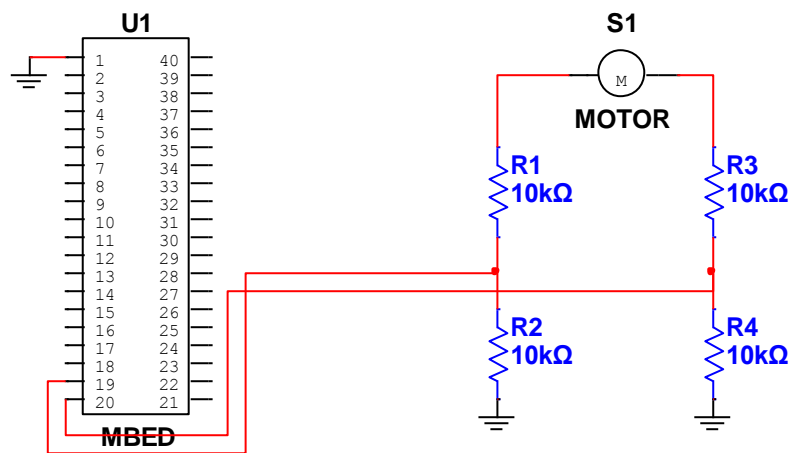 U1
S1
1 40
2 39
3 38
4 37
5 36
6 35
7 34
8 33
9 32
10 31
11 30
12 29
13 28
14 27
15 26
16 25
17 24
18 23
19 22
20 21
MBED
M
MOTOR
R1
10kΩ
R3
10kΩ
R2
10kΩ
R4
10kΩ